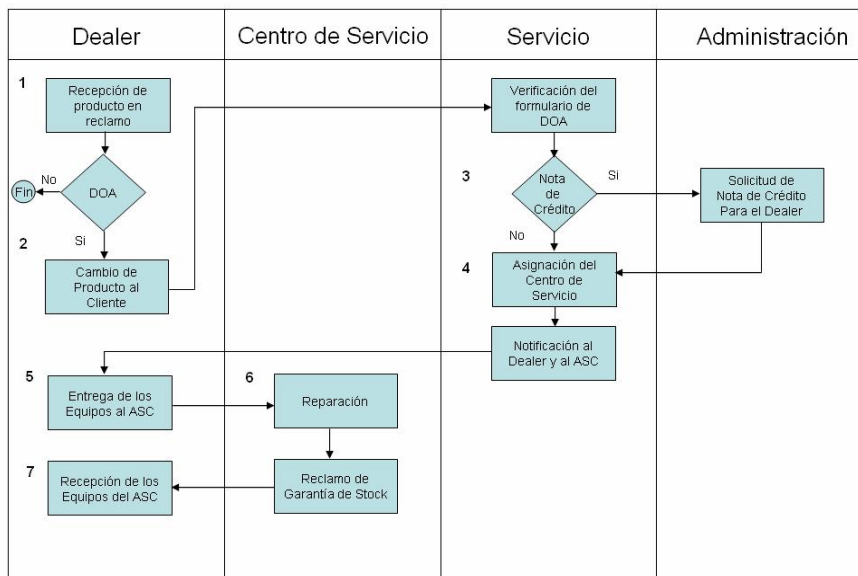 Dealer
Centro de Servicio
Servicio
Administración
1
Recepción de
producto en
reclamo
Verificación del
formulario de
DOA
Fin
No
DOA
3
Nota
de
Crédito
Si
Solicitud de
Nota de Crédito
Para el Dealer
2
Si
No
Cambio de
Producto al
Cliente
4
Asignación del
Centro de
Servicio
Notificación al
Dealer y al ASC
5
Entrega de los
Equipos al ASC
6
Reparación
7
Recepción de los
Equipos del ASC
Reclamo de
Garantía de Stock